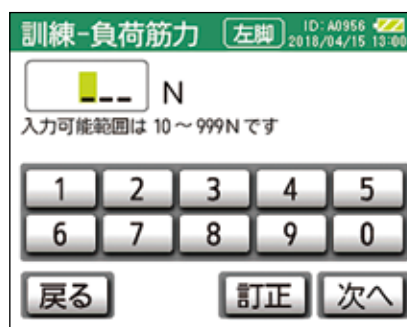 訓練-負荷筋力 左脚 ID:A0956
2018/04/15 13:00
___ N
入力可能範囲は 10～999N です
1 2 3 4 5
6 7 8 9 0
戻る 訂正 次へ